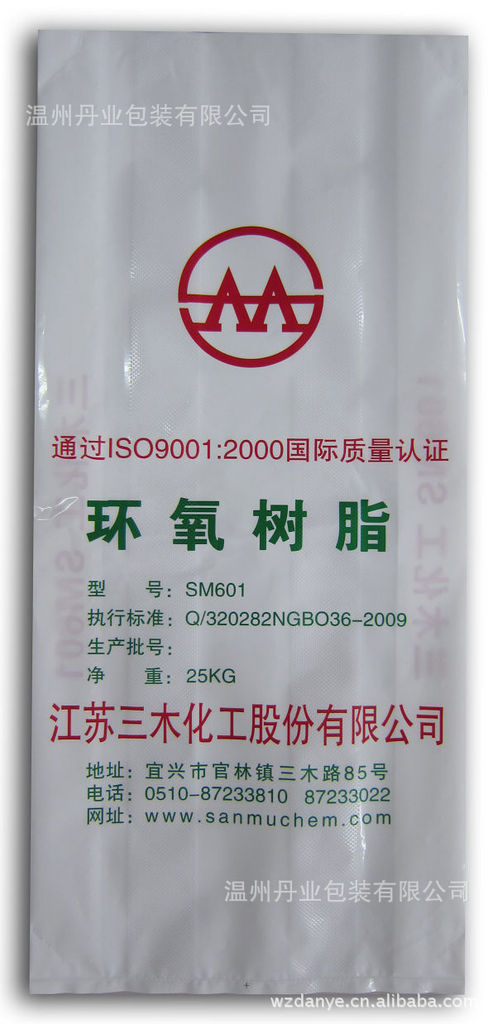 温州丹业包装有限公司
通过ISO9001:2000国际质量认证
环氧树脂
型 号: SM601
执行标准: Q/320282NGBO36-2009
生产批号:
净 重: 25KG
江苏三木化工股份有限公司
地址: 宜兴市官林镇三木路85号
电话: 0510-87233810 87233022
网址: www.sanmuchem.com
温州丹业包装有限公司
wzdanye.cn.alibaba.com